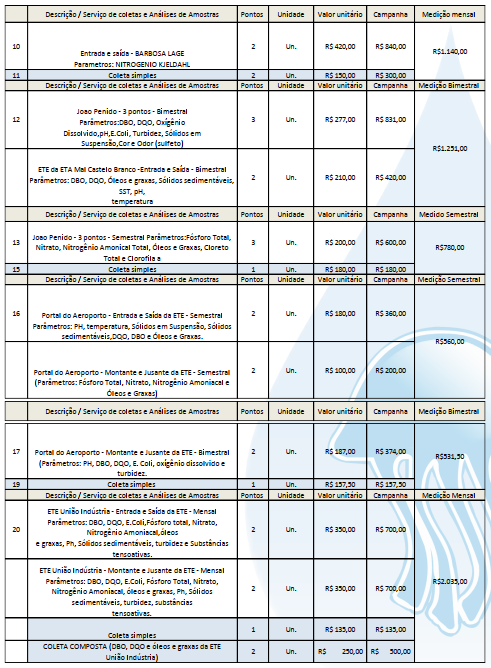 Descrição / Serviço de coletas e Análises de Amostras Pontos Unidade Valor unitário Campanha Medição mensal
10 Entrada e saída - BARBOSA LAGE
Parametros: NITROGENIO KJELDAHL 2 Un. R$ 420,00 R$ 840,00 R$1.140,00
11 Coleta simples 2 Un. R$ 150,00 R$ 300,00
Descrição / Serviço de coletas e Análises de Amostras Pontos Unidade Valor unitário Campanha Medição Bimestral
12 Joao Penido - 3 pontos - Bimestral
Parâmetros:DBO, DQO, Oxigênio
Dissolvido,pH,E.Coli, Turbidez, Sólidos em
Suspensão,Cor e Odor (sulfeto) 3 Un. R$ 277,00 R$ 831,00 R$1.251,00
ETE da ETA Mal Castelo Branco -Entrada e Saída - Bimestral
Parâmetros: DBO, DQO, Óleos e graxas, Sólidos sedimentáveis,
SST, pH,
temperatura 2 Un. R$ 210,00 R$ 420,00
Descrição / Serviço de coletas e Análises de Amostras Pontos Unidade Valor unitário Campanha Medido Semestral
13 Joao Penido - 3 pontos - Semestral Parâmetros:Fósforo Total,
Nitrato, Nitrogênio Amonical Total, Óleos e Graxas, Cloreto
Total e Clorofila a 3 Un. R$ 200,00 R$ 600,00 R$780,00
15 Coleta simples 1 Un. R$ 180,00 R$ 180,00
Descrição / Serviço de coletas e Análises de Amostras Pontos Unidade Valor unitário Campanha Medição Semestral
16 Portal do Aeroporto - Entrada e Saída da ETE - Semestral
Parâmetros: PH, temperatura, Sólidos em Suspensão, Sólidos
sedimentáveis,DQO, DBO e Óleos e Graxas. 2 Un. R$ 180,00 R$ 360,00 R$560,00
Portal do Aeroporto - Montante e Jusante da ETE - Semestral
(Parâmetros: Fósforo Total, Nitrato, Nitrogênio Amoniacal e
Óleos e Graxas) 2 Un. R$ 100,00 R$ 200,00
Descrição / Serviço de coletas e Análises de Amostras Pontos Unidade Valor unitário Campanha Medição Bimestral
17 Portal do Aeroporto - Montante e Jusante da ETE - Bimestral
(Parâmetros: PH, DBO, DQO, E. Coli, oxigênio dissolvido e
turbidez. 2 Un. R$ 187,00 R$ 374,00 R$531,50
19 Coleta simples 1 Un. R$ 157,50 R$ 157,50
Descrição / Serviço de coletas e Análises de Amostras Pontos Unidade Valor unitário Campanha Medição Mensal
20 ETE União Indústria - Entrada e Saída da ETE - Mensal
Parâmetros: DBO, DQO, E.Coli,Fósforo total, Nitrato,
Nitrogênio Amoniacal,óleos
e graxas, Ph, Sólidos sedimentáveis, turbidez e Substâncias
tensoativas. 2 Un. R$ 350,00 R$ 700,00 R$2.035,00
ETE União Indústria - Montante e Jusante da ETE - Mensal
Parâmetros: DBO, DQO, E.Coli, Fósforo Total, Nitrato,
Nitrogênio Amoniacal, óleos e graxas, Ph, Sólidos
sedimentáveis, turbidez, substâncias
tensoativas. 2 Un. R$ 350,00 R$ 700,00
Coleta simples 1 Un. R$ 135,00 R$ 135,00
COLETA COMPOSTA (DBO, DQO e óleos e graxas da ETE
União Indústria) 2 Un. R$ 250,00 R$ 500,00